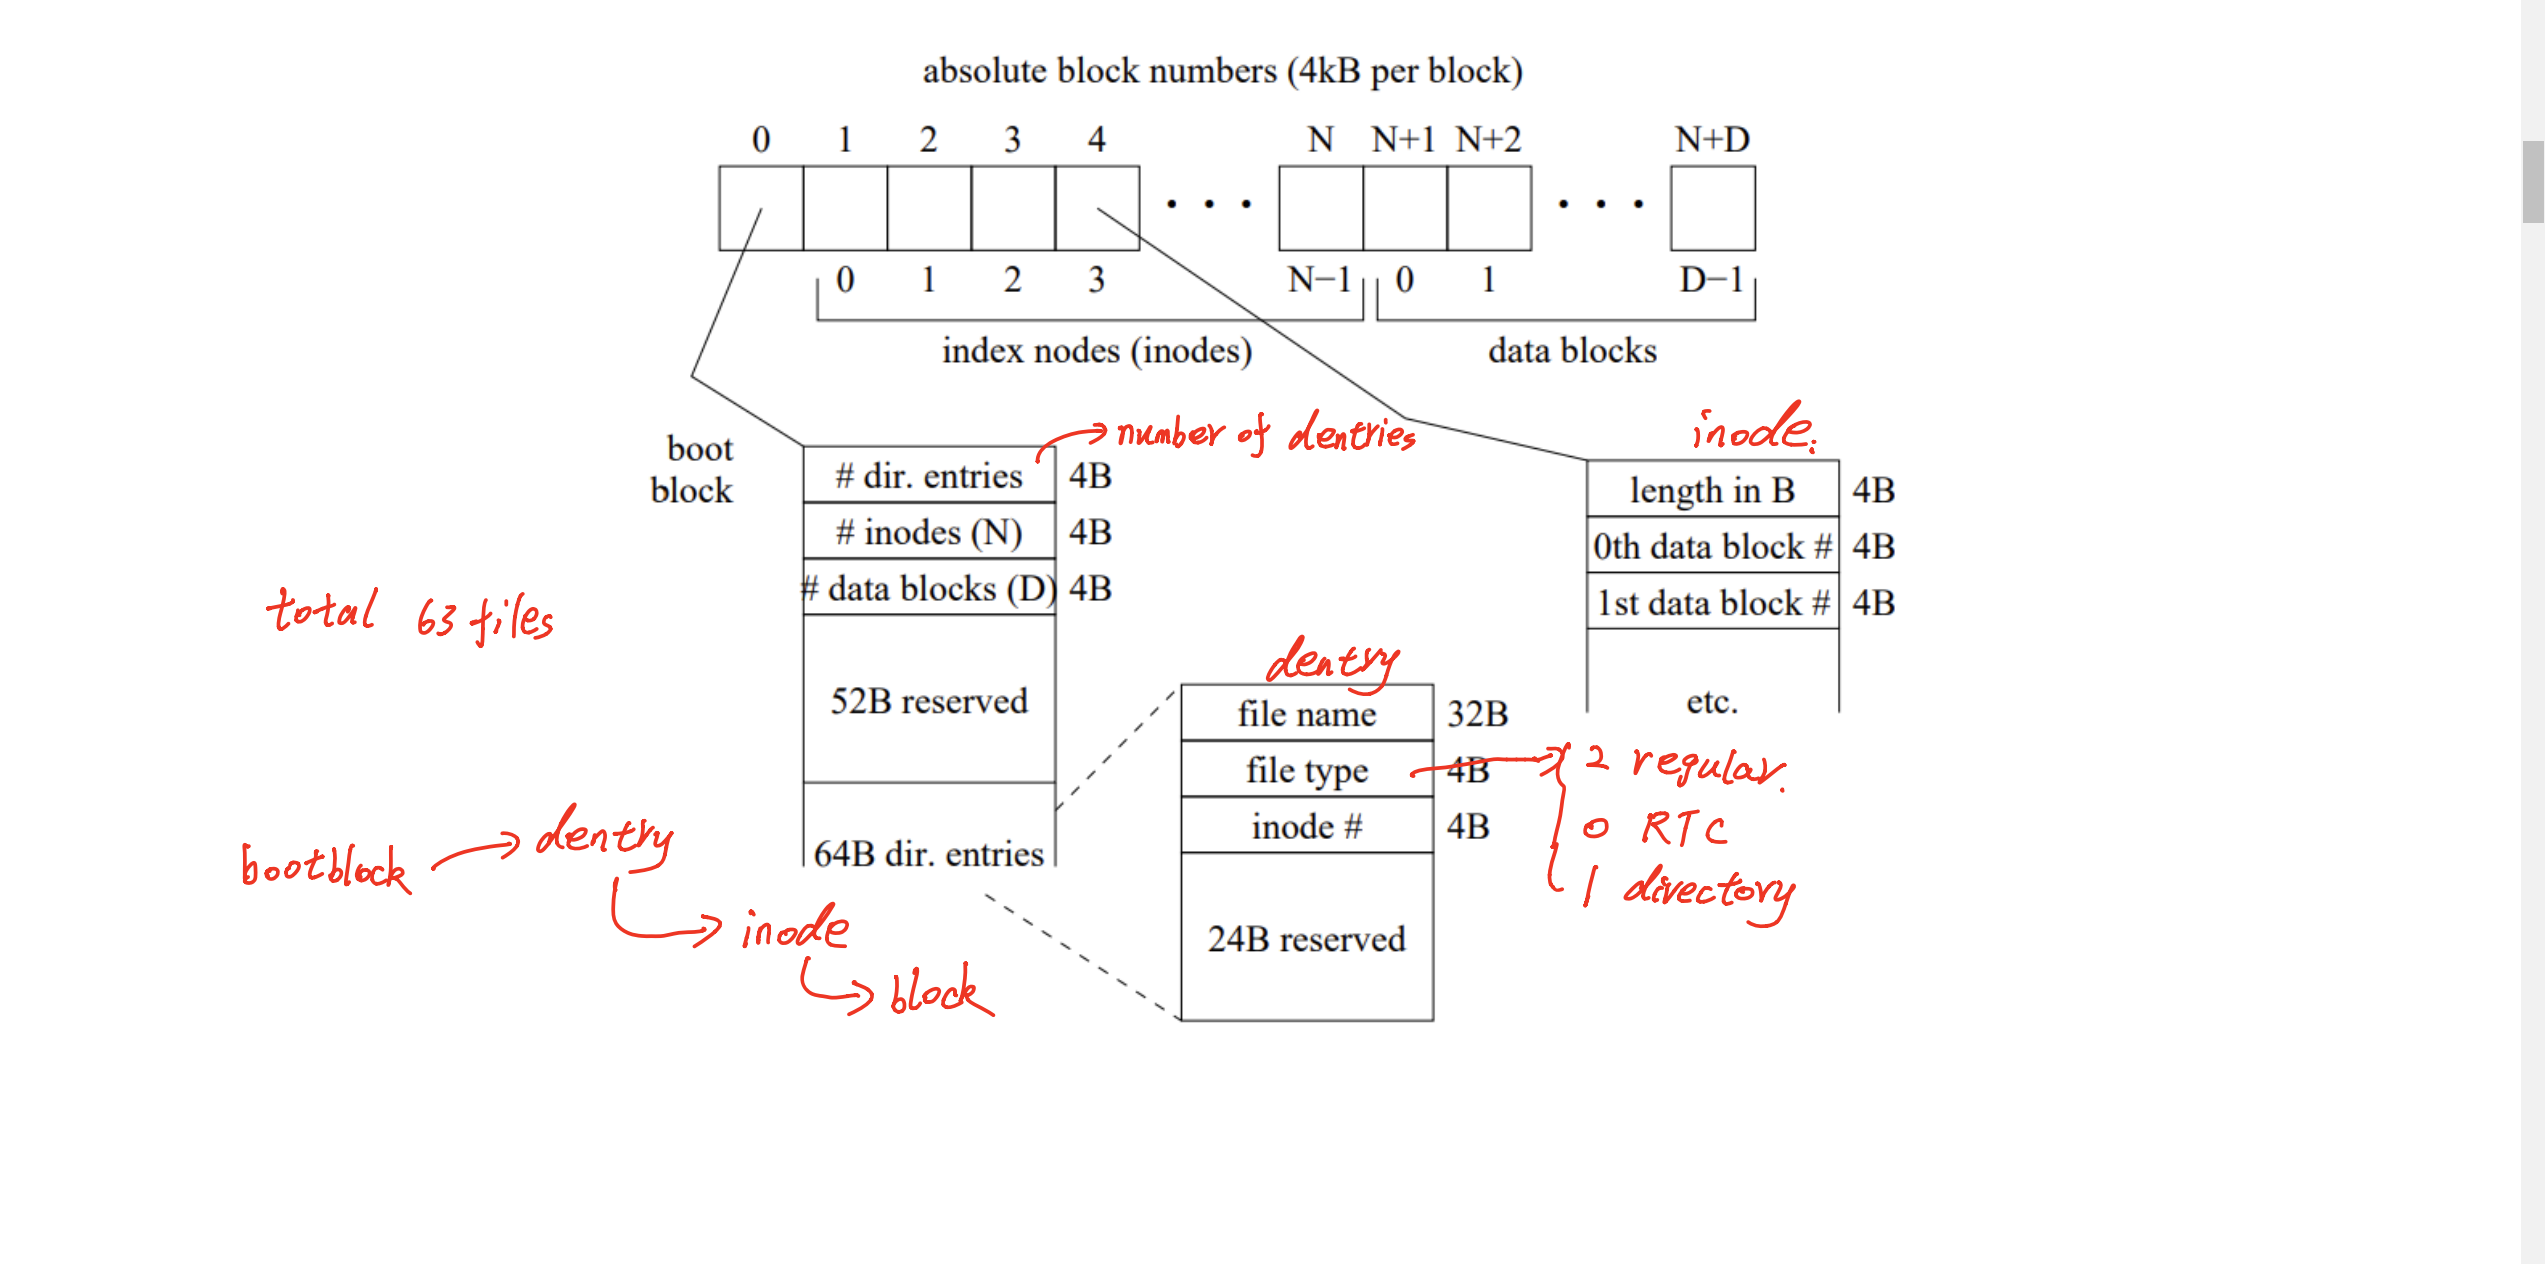 absolute block numbers (4kB per block)
0 1 2 3 4 N N+1 N+2 N+D
0 1 2 3 N−1 0 1 D−1
index nodes (inodes) data blocks
boot
block
# dir. entries 4B
number of dentries
# inodes (N) 4B
# data blocks (D) 4B
52B reserved
64B dir. entries
inode.
length in B 4B
0th data block # 4B
1st data block # 4B
etc.
dentry
file name 32B
file type 4B
inode # 4B
24B reserved
2 regular.
0 RTC
1 directory
total 63 files
bootblock dentry
inode
block